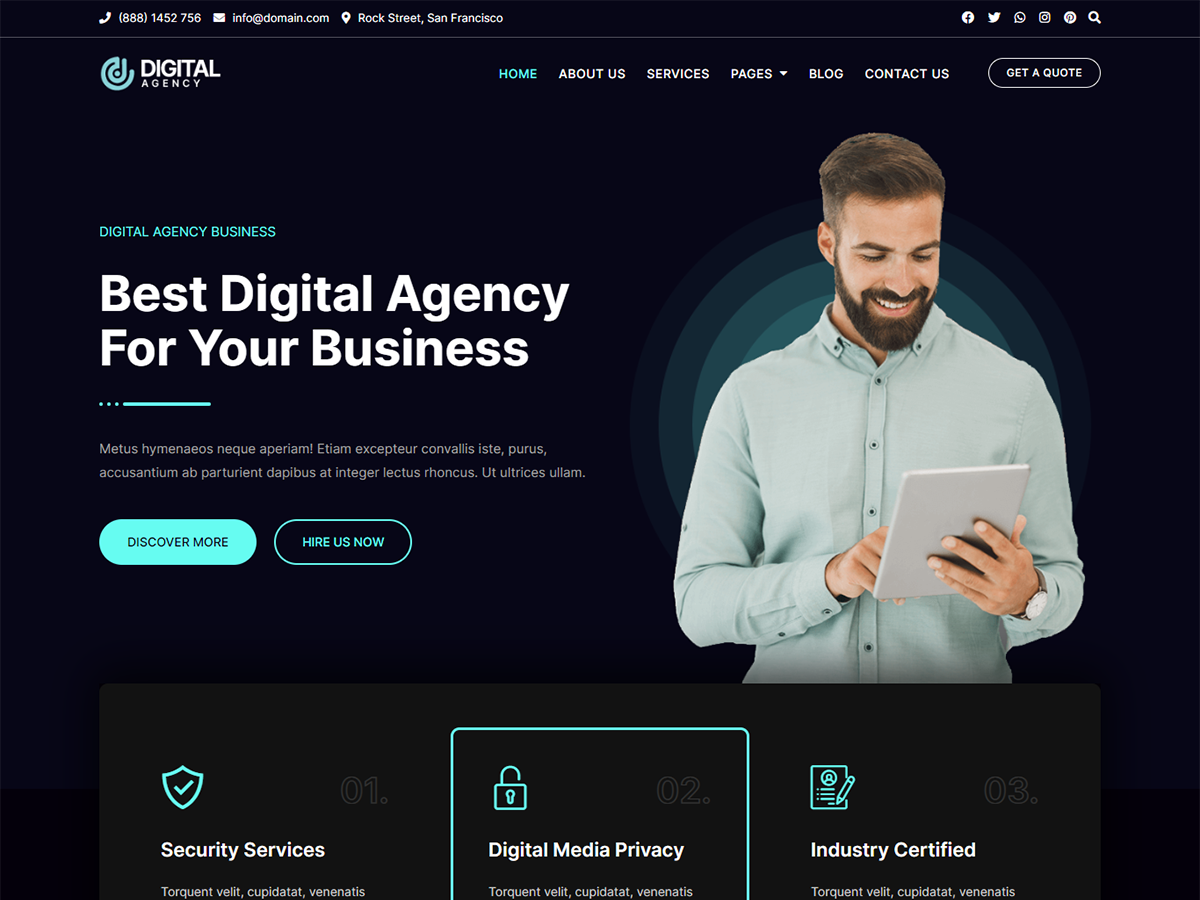 (888) 1452 756 info@domain.com Rock Street, San Francisco
DIGITAL
AGENCY
HOME ABOUT US SERVICES PAGES BLOG CONTACT US GET A QUOTE
DIGITAL AGENCY BUSINESS
Best Digital Agency
For Your Business
Metus hymenaeos neque aperiam! Etiam excepteur convallis iste, purus,
accusantium ab parturient dapibus at integer lectus rhoncus. Ut ultrices ullam.
DISCOVER MORE HIRE US NOW
01. 02. 03.
Security Services Digital Media Privacy Industry Certified
Torquent velit, cupidatat, venenatis Torquent velit, cupidatat, venenatis Torquent velit, cupidatat, venenatis